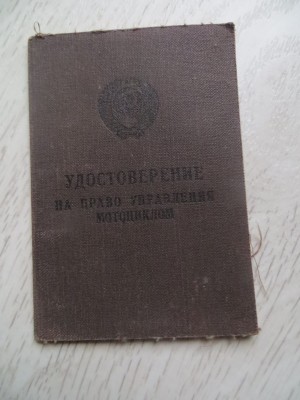 УДОСТОВЕРЕНИЕ
НА ПРАВО УПРАВЛЕНИЯ
МОТОЦИКЛОМ